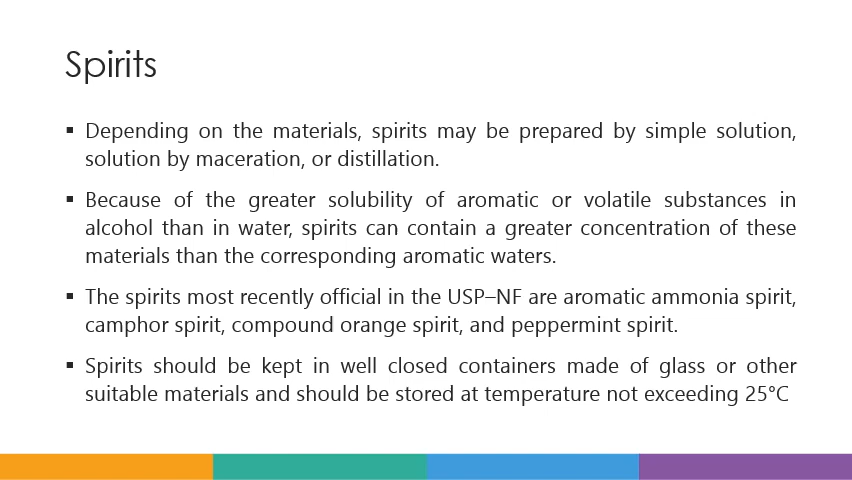 Spirits
▪ Depending on the materials, spirits may be prepared by simple solution,
solution by maceration, or distillation.
▪ Because of the greater solubility of aromatic or volatile substances in
alcohol than in water, spirits can contain a greater concentration of these
materials than the corresponding aromatic waters.
▪ The spirits most recently official in the USP–NF are aromatic ammonia spirit,
camphor spirit, compound orange spirit, and peppermint spirit.
▪ Spirits should be kept in well closed containers made of glass or other
suitable materials and should be stored at temperature not exceeding 25°C